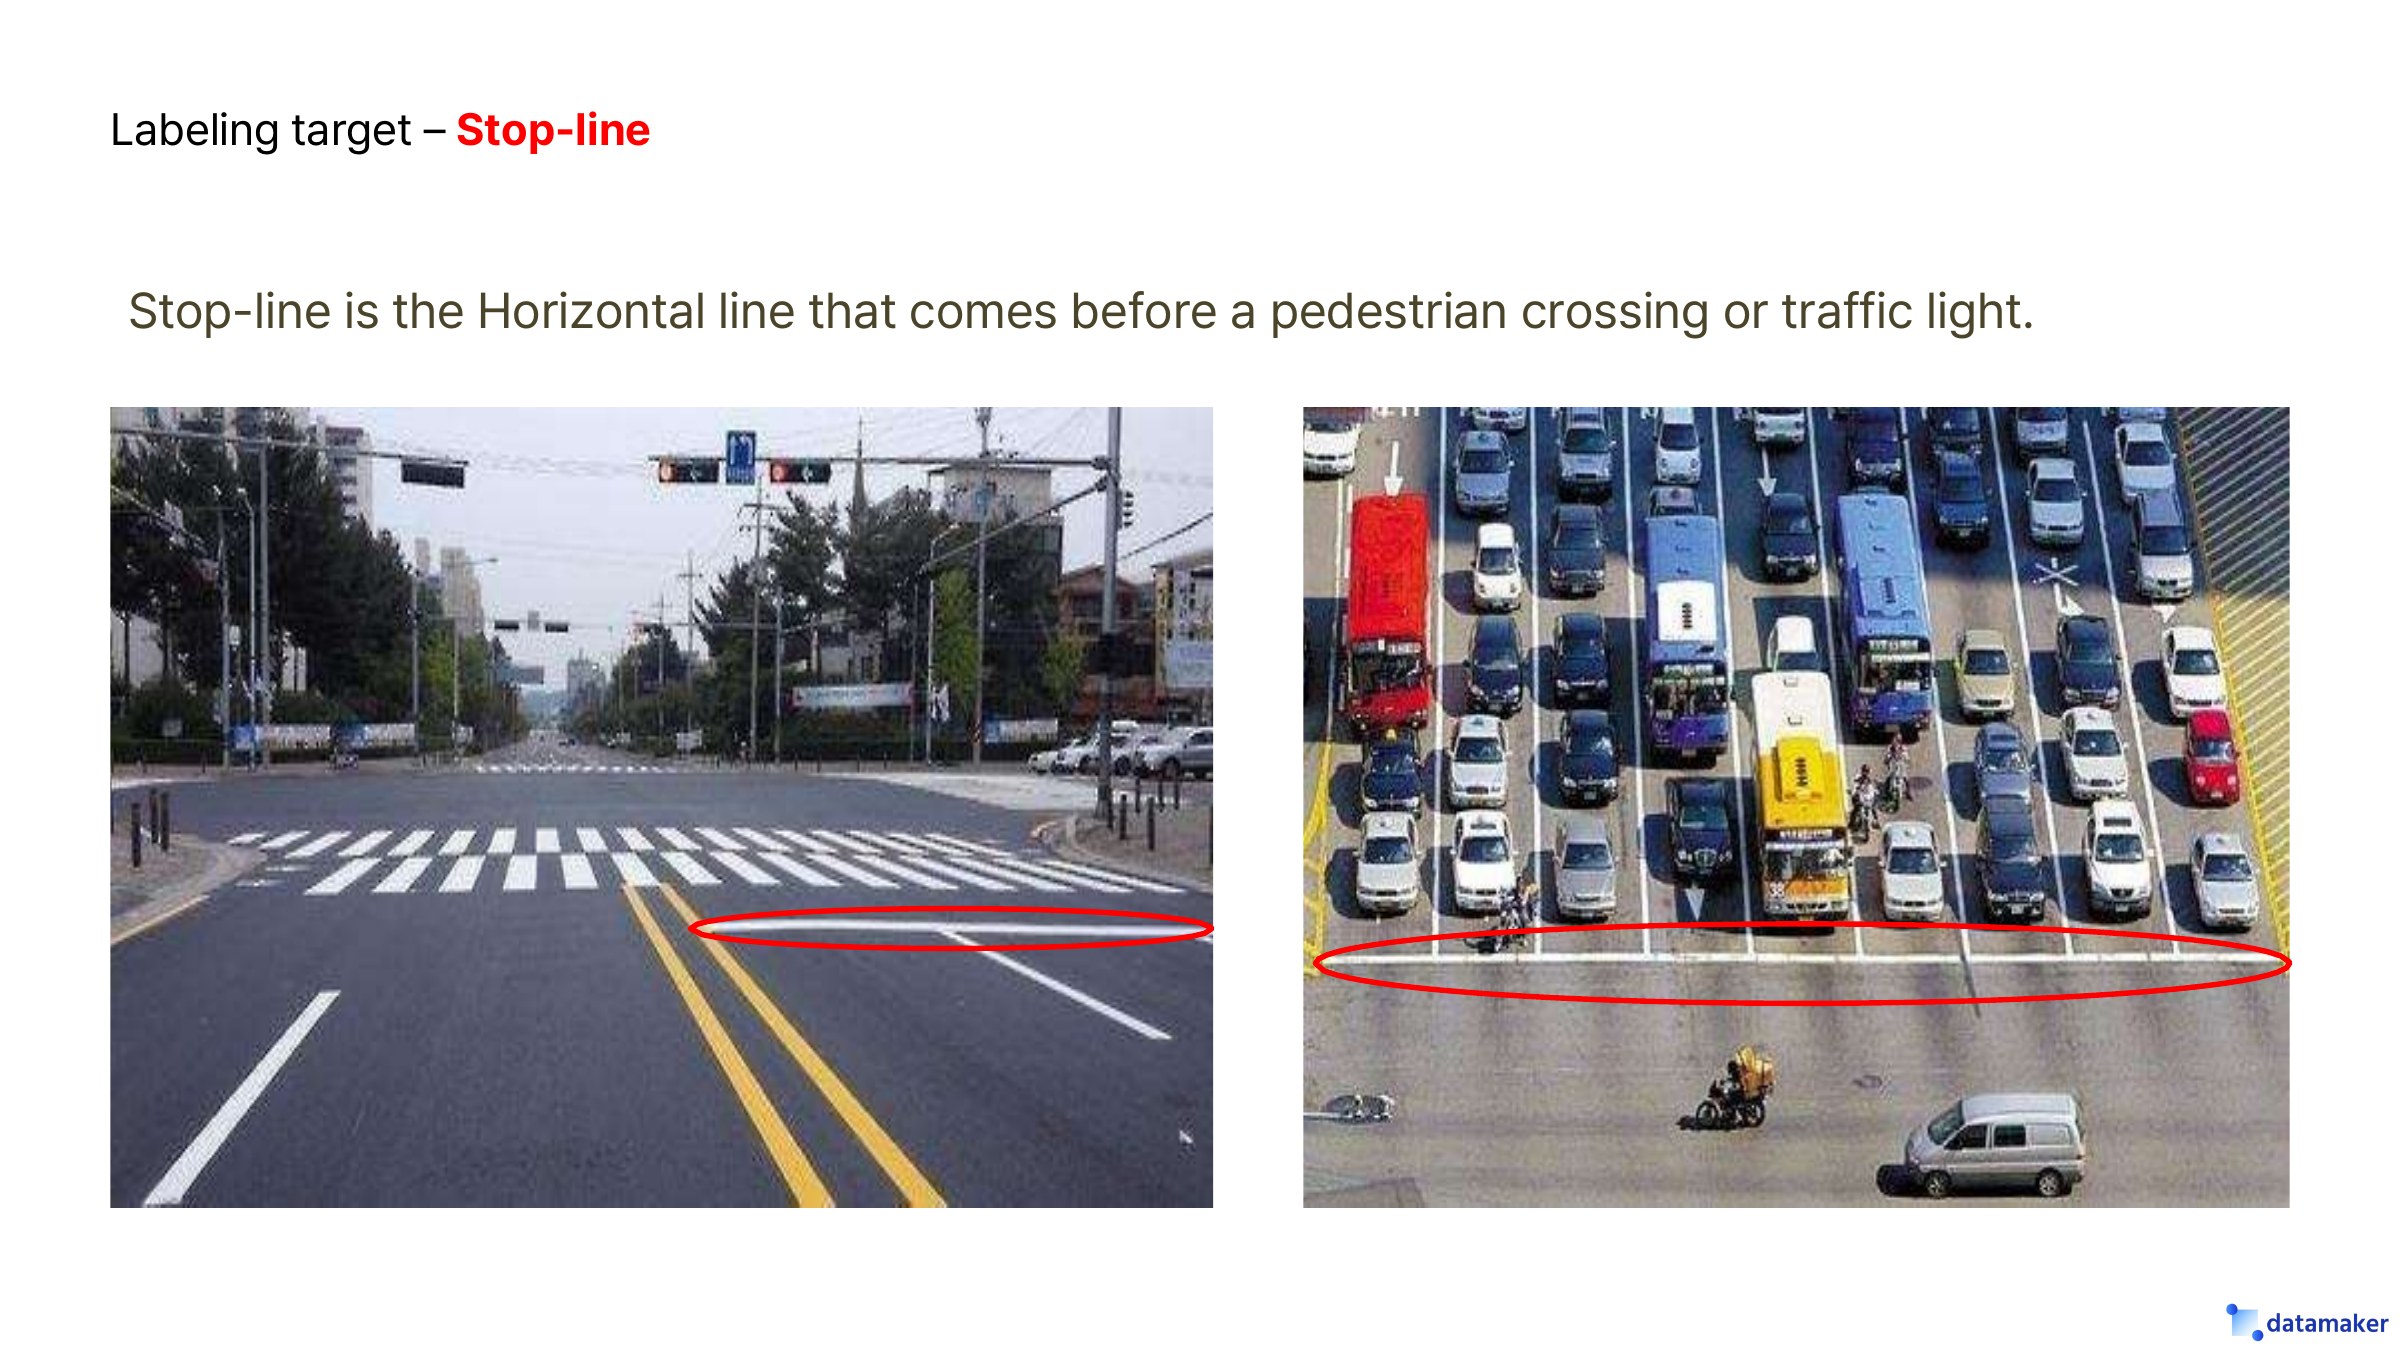 Labeling target – Stop-line
Stop-line is the Horizontal line that comes before a pedestrian crossing or traffic light.
38
datamaker